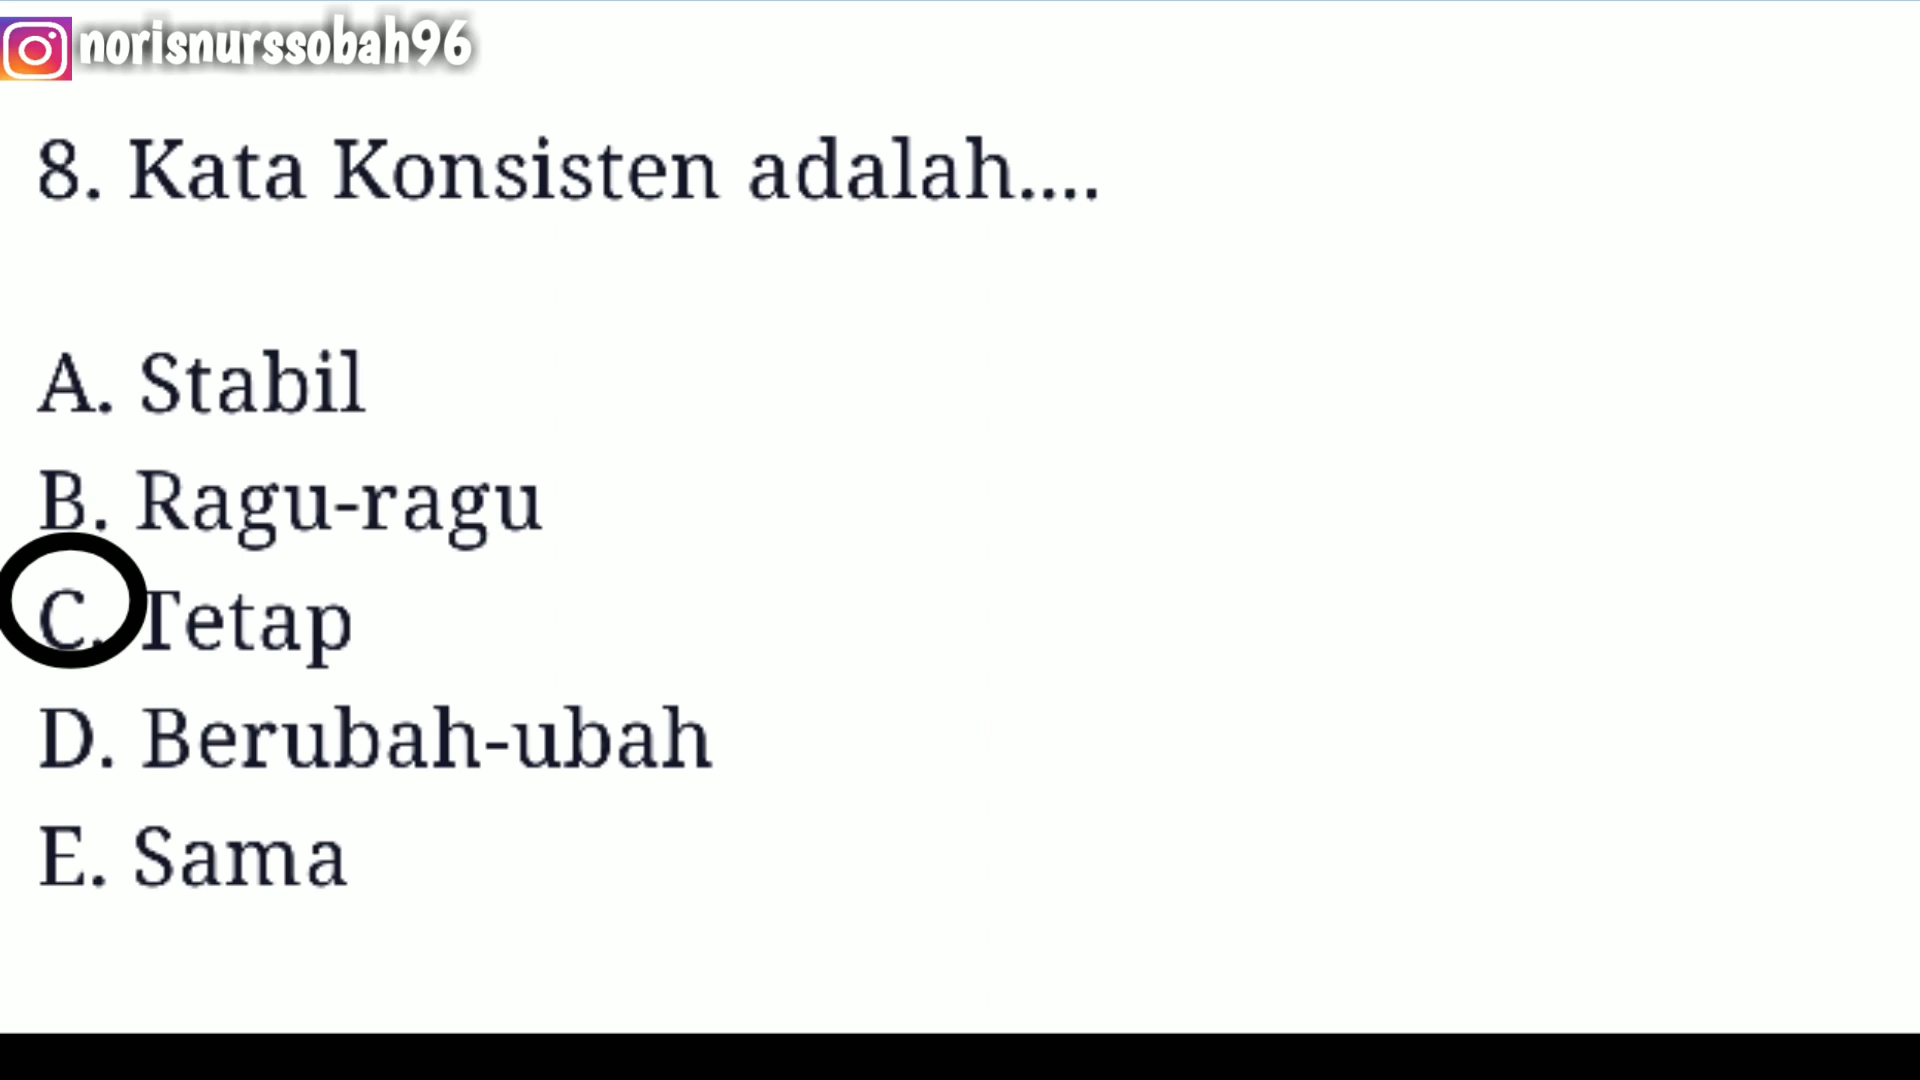 norisnurssobah96
8. Kata Konsisten adalah....
A. Stabil
B. Ragu-ragu
C. Tetap
D. Berubah-ubah
E. Sama